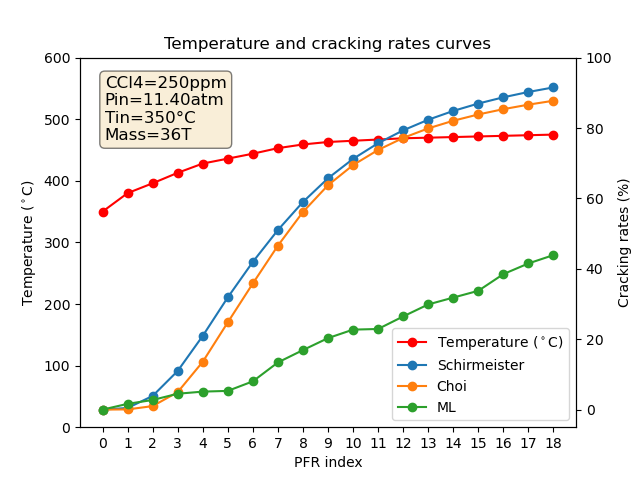 Temperature and cracking rates curves
CCl4=250ppm
Pin=11.40atm
Tin=350°C
Mass=36T
Temperature (°C)
600
500
400
300
200
100
0
100
80
60
40
20
0
Cracking rates (%)
Temperature (°C)
Schirmeister
Choi
ML
0 1 2 3 4 5 6 7 8 9 10 11 12 13 14 15 16 17 18
PFR index